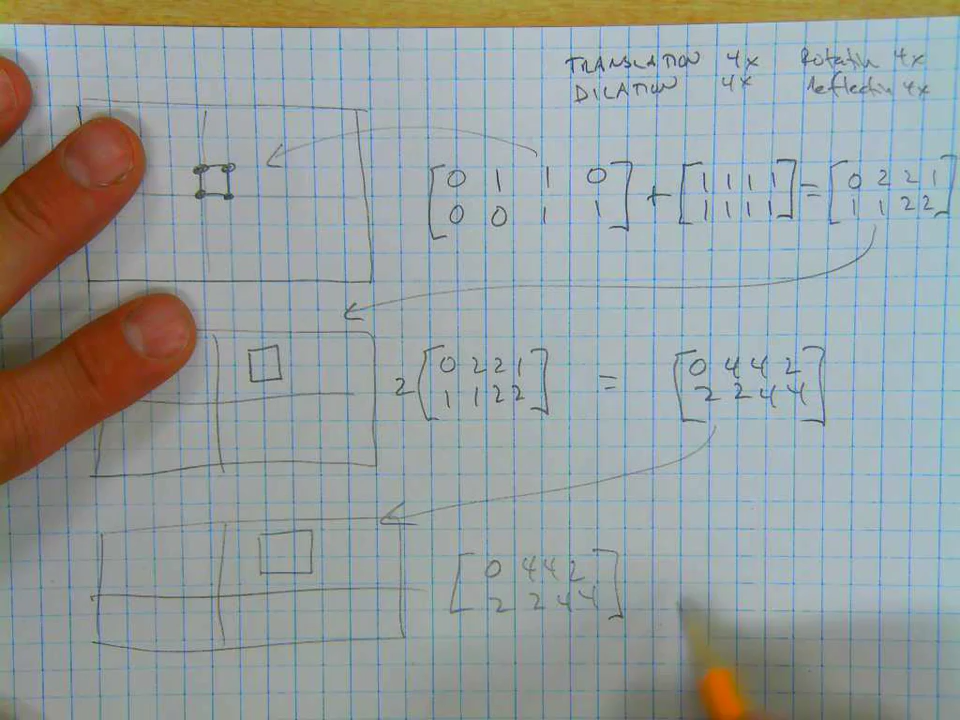 TRANSLATION 4x Rotatin 4x
DILATION 4x Reflectin 4x
[0 1 1 0] + [1 1 1 1] = [0 2 2 1]
[0 0 1 1] [1 1 1 1] [1 1 2 2]
2 [0 2 2 1] = [0 4 4 2]
[1 1 2 2] [2 2 4 4]
[0 4 4 2]
[2 2 4 4]